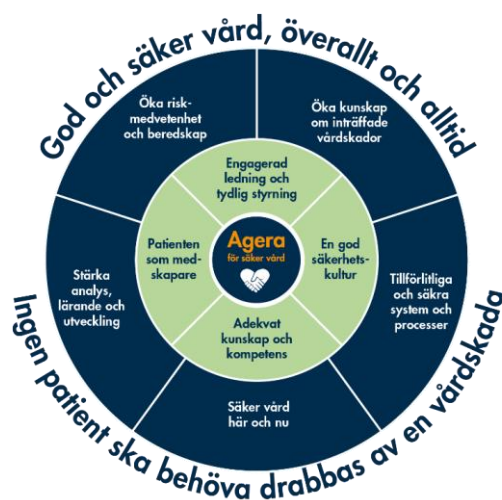 God och säker vård, överallt och alltid
Öka risk-
medvetenhet
och beredskap
Öka kunskap
om inträffade
vårdskador
Engagerad
ledning och
tydlig styrning
Patienten
som med-
skapare
Agera
för säker vård
En god
säkerhets-
kultur
Stärka
analys,
lärande och
utveckling
Tillförlitliga
och säkra
system och
processer
Adekvat
kunskap och
kompetens
Säker vård
här och nu
Ingen patient ska behöva drabbas av en vårdskada